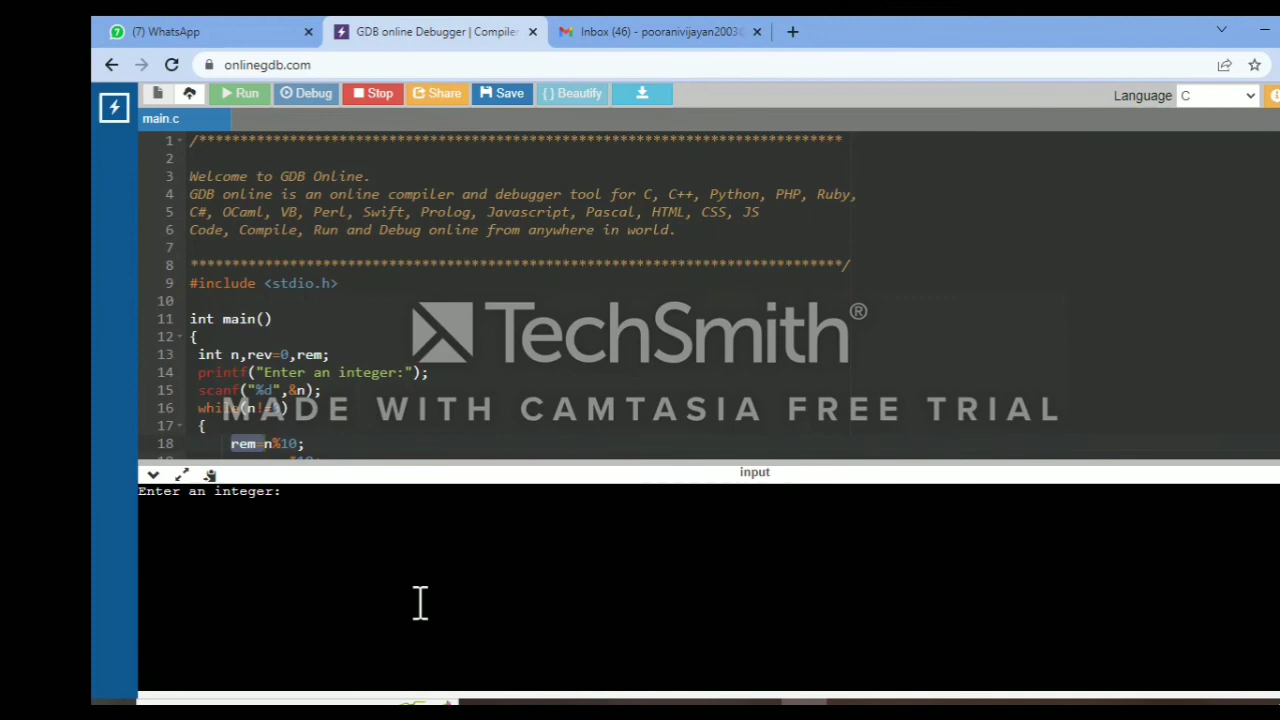 (7) WhatsApp
GDB online Debugger | Compiler
Inbox (46) - pooranivijayan2003@
onlinegdb.com
Run
Debug
Stop
Share
Save
{ } Beautify
Language
C
main.c
1 /******************************************************************************
2
3 Welcome to GDB Online.
4 GDB online is an online compiler and debugger tool for C, C++, Python, PHP, Ruby,
5 C#, OCaml, VB, Perl, Swift, Prolog, Javascript, Pascal, HTML, CSS, JS
6 Code, Compile, Run and Debug online from anywhere in world.
7
8 *******************************************************************************/
9 #include <stdio.h>
10
11 int main()
12 {
13 int n,rev=0,rem;
14 printf("Enter an integer:");
15 scanf("%d",&n);
16 while(n!=0)
17 {
18 rem=n%10;
TechSmith®
MADE WITH CAMTASIA FREE TRIAL
input
Enter an integer: